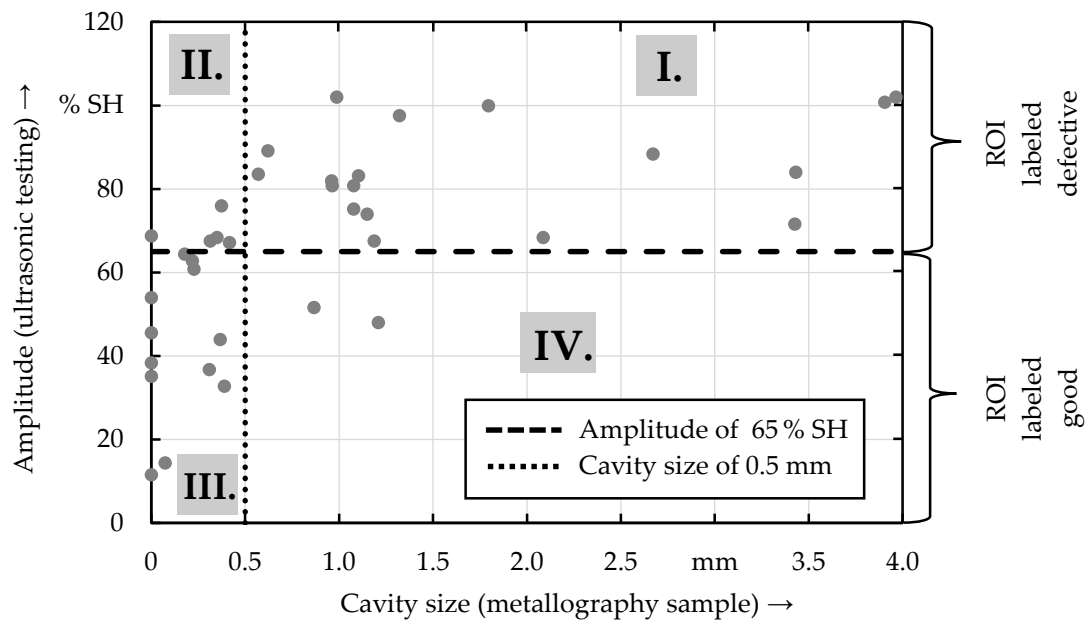 120
% SH
80
60
40
20
0
Amplitude (ultrasonic testing) →
II.
I.
III.
IV.
Amplitude of 65 % SH
Cavity size of 0.5 mm
0
0.5
1.0
1.5
2.0
2.5
mm
3.5
4.0
Cavity size (metallography sample) →
ROI
labeled
defective
ROI
labeled
good